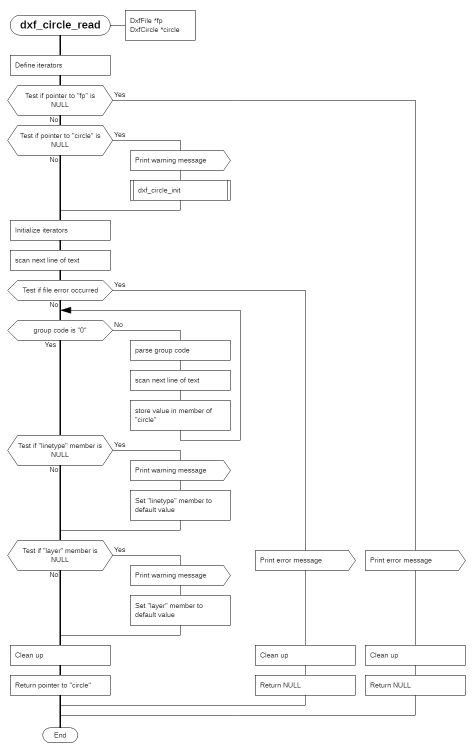 dxf_circle_read
DxfFile *fp
DxfCircle *circle
Define iterators
Test if pointer to "fp" is
NULL
Yes
No
Test if pointer to "circle" is
NULL
Yes
No
Print warning message
dxf_circle_init
Initialize iterators
scan next line of text
Test if file error occurred
Yes
No
group code is "0"
No
Yes
parse group code
scan next line of text
store value in member of
"circle"
Test if "linetype" member is
NULL
Yes
No
Print warning message
Set "linetype" member to
default value
Test if "layer" member is
NULL
Yes
No
Print warning message
Set "layer" member to
default value
Print error message
Print error message
Clean up
Clean up
Clean up
Return pointer to "circle"
Return NULL
Return NULL
End